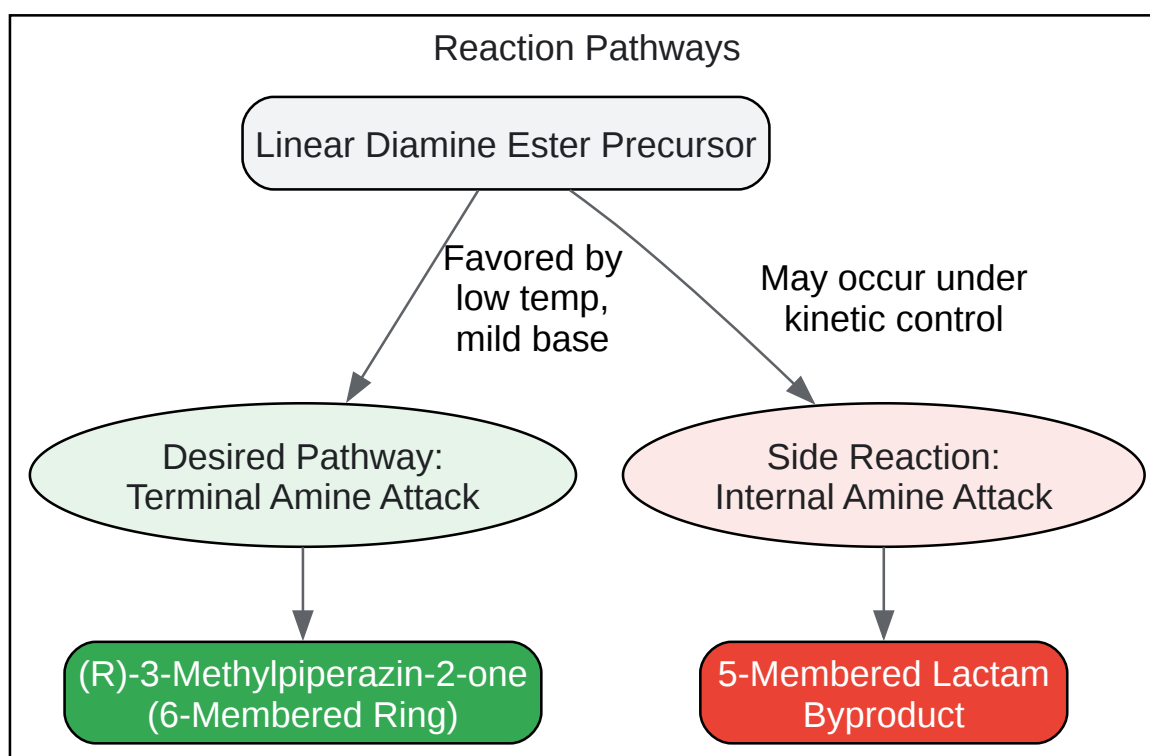 Reaction Pathways
Linear Diamine Ester Precursor
Favored by
low temp,
mild base
May occur under
kinetic control
Desired Pathway:
Terminal Amine Attack
Side Reaction:
Internal Amine Attack
(R)-3-Methylpiperazin-2-one
(6-Membered Ring)
5-Membered Lactam
Byproduct